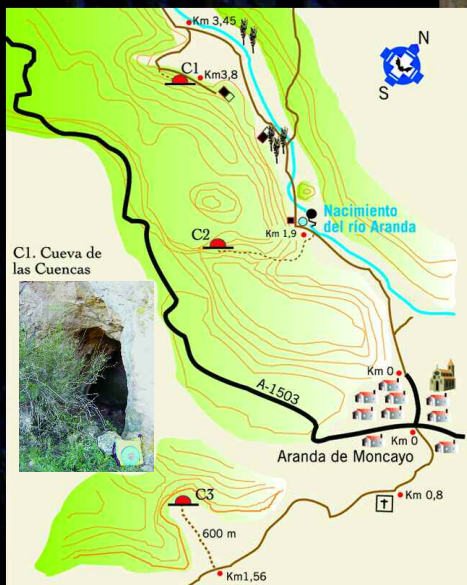 Km 3,45
N
S
C1
Km3,8
Nacimiento
del río Aranda
Km 1,9
C2
C1. Cueva de
las Cuencas
A-1503
Km 0
Km 0
Aranda de Moncayo
Km 0,8
C3
600 m
Km1,56